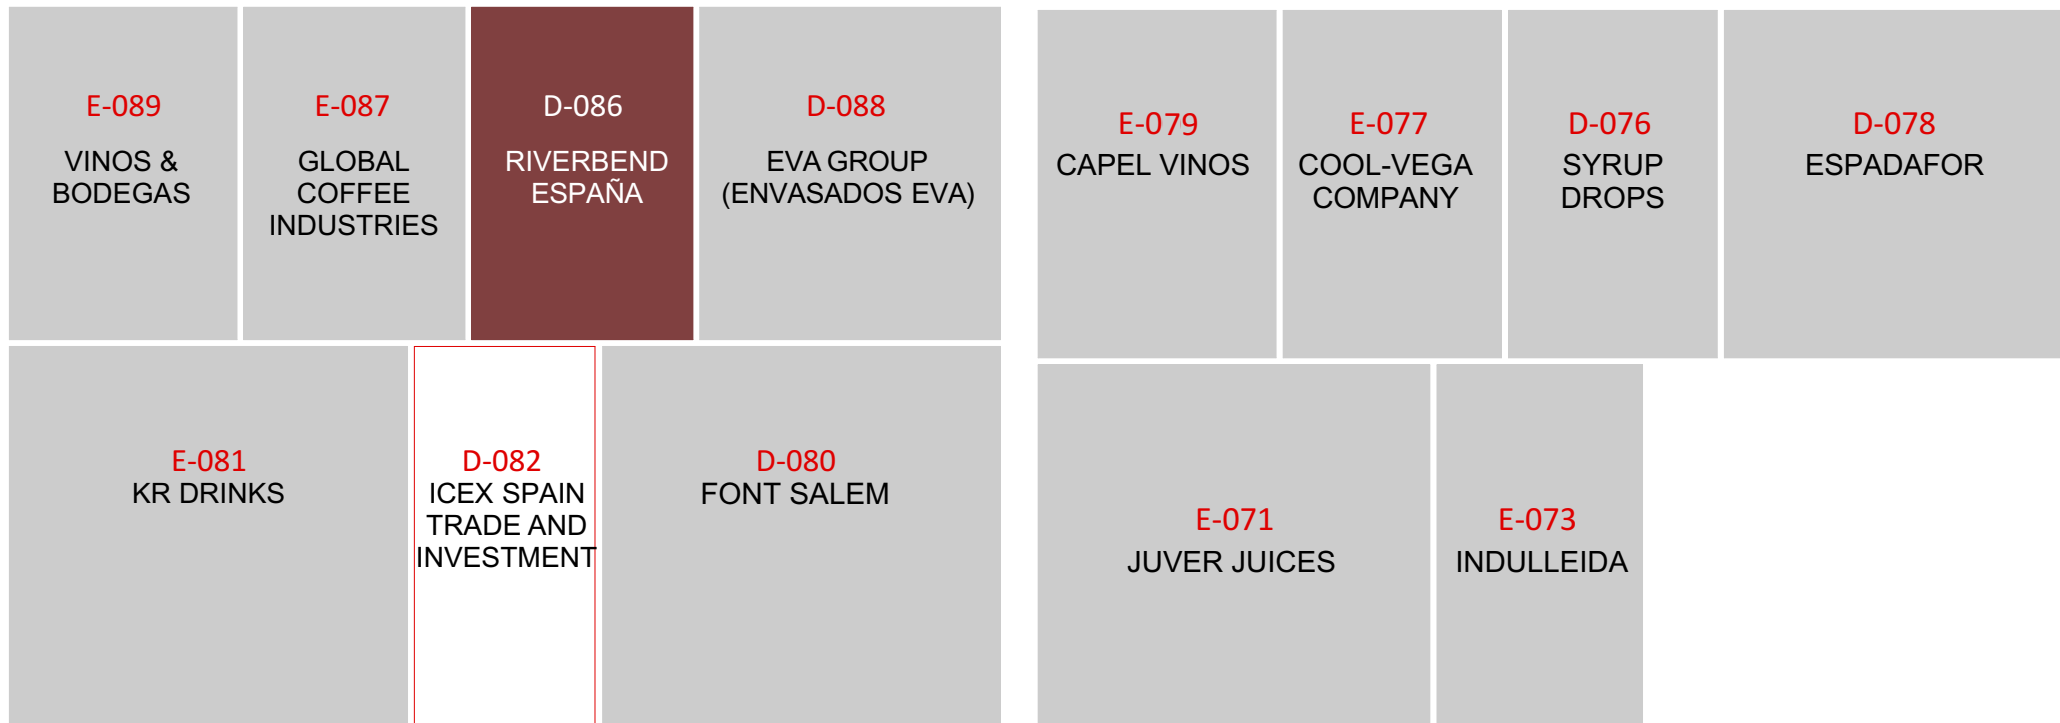 E-089
VINOS &
BODEGAS
E-087
GLOBAL
COFFEE
INDUSTRIES
D-086
RIVERBEND
ESPAÑA
D-088
EVA GROUP
(ENVASADOS EVA)
E-081
KR DRINKS
D-082
ICEX SPAIN
TRADE AND
INVESTMENT
D-080
FONT SALEM
E-079
CAPEL VINOS
E-077
COOL-VEGA
COMPANY
D-076
SYRUP
DROPS
D-078
ESPADAFOR
E-071
JUVER JUICES
E-073
INDULLEIDA